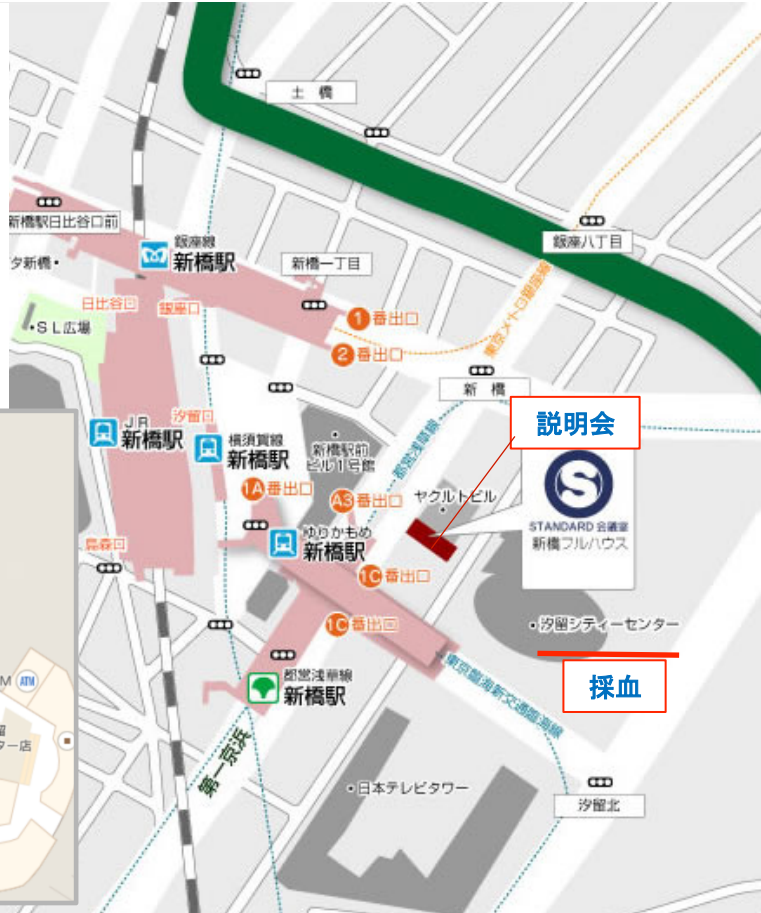 土 橋
新橋駅日比谷口前
タ新橋・
銀座線
新橋駅
新橋一丁目
銀座八丁目
日比谷口
銀座口
・SL広場
1番出口
2番出口
東京メトロ銀座線
新 橋
JR
新橋駅
汐留口
横須賀線
新橋駅
新橋駅前
ビル1号館
都営浅草線
説明会
1A番出口
A3番出口
ヤクルトビル
S
STANDARD 会議室
新橋フルハウス
ゆりかもめ
新橋駅
烏森口
1C番出口
1C番出口
・汐留シティーセンター
採血
都営浅草線
新橋駅
東京臨海新交通臨海線
第一京浜
・日本テレビタワー
汐留北
M ATM
留
ター店